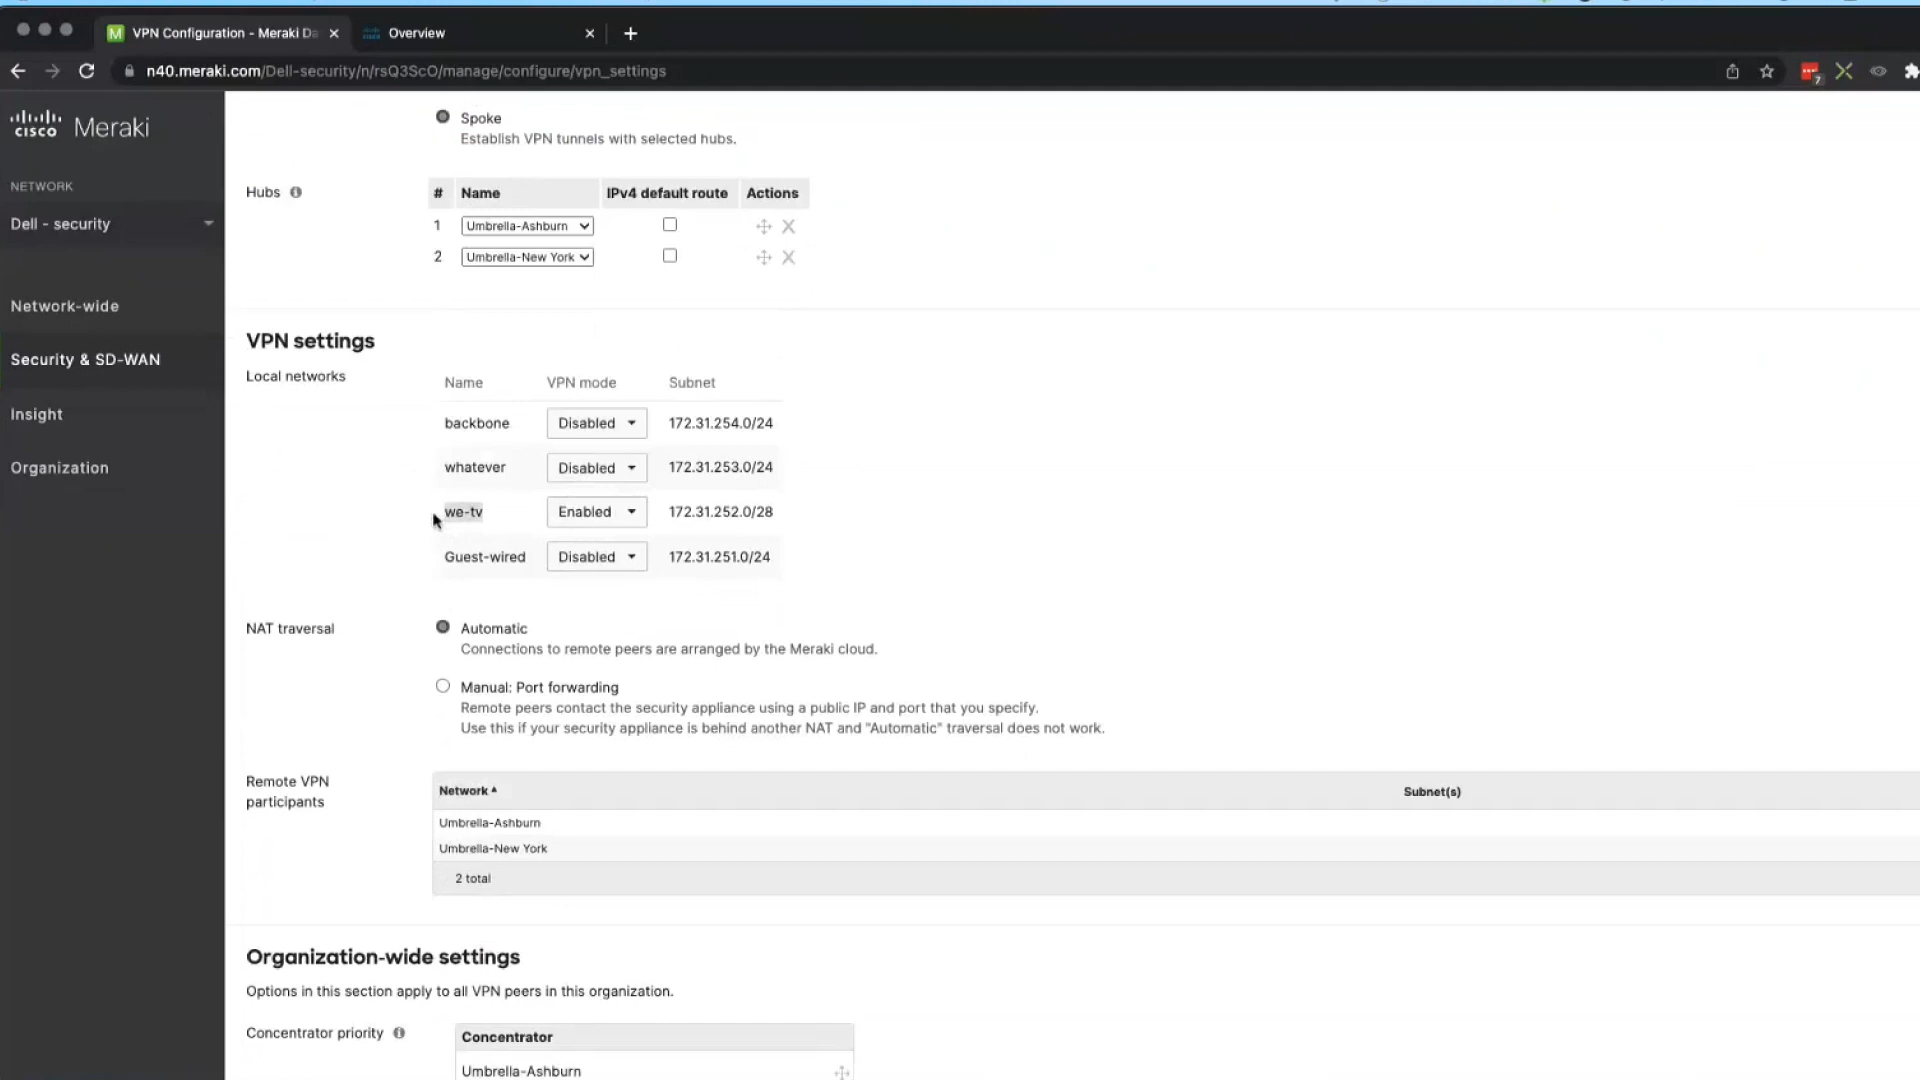 VPN Configuration - Meraki Da
Overview
n40.meraki.com/Dell-security/n/rsQ3ScO/manage/configure/vpn_settings
7
cisco Meraki
NETWORK
Dell - security
Network-wide
Security & SD-WAN
Insight
Organization
Spoke
Establish VPN tunnels with selected hubs.
Hubs
# Name IPv4 default route Actions
1 Umbrella-Ashburn
2 Umbrella-New York
VPN settings
Local networks
Name VPN mode Subnet
backbone Disabled 172.31.254.0/24
whatever Disabled 172.31.253.0/24
we-tv Enabled 172.31.252.0/28
Guest-wired Disabled 172.31.251.0/24
NAT traversal
Automatic
Connections to remote peers are arranged by the Meraki cloud.
Manual: Port forwarding
Remote peers contact the security appliance using a public IP and port that you specify.
Use this if your security appliance is behind another NAT and "Automatic" traversal does not work.
Remote VPN
participants
Network Subnet(s)
Umbrella-Ashburn
Umbrella-New York
2 total
Organization-wide settings
Options in this section apply to all VPN peers in this organization.
Concentrator priority
Concentrator
Umbrella-Ashburn